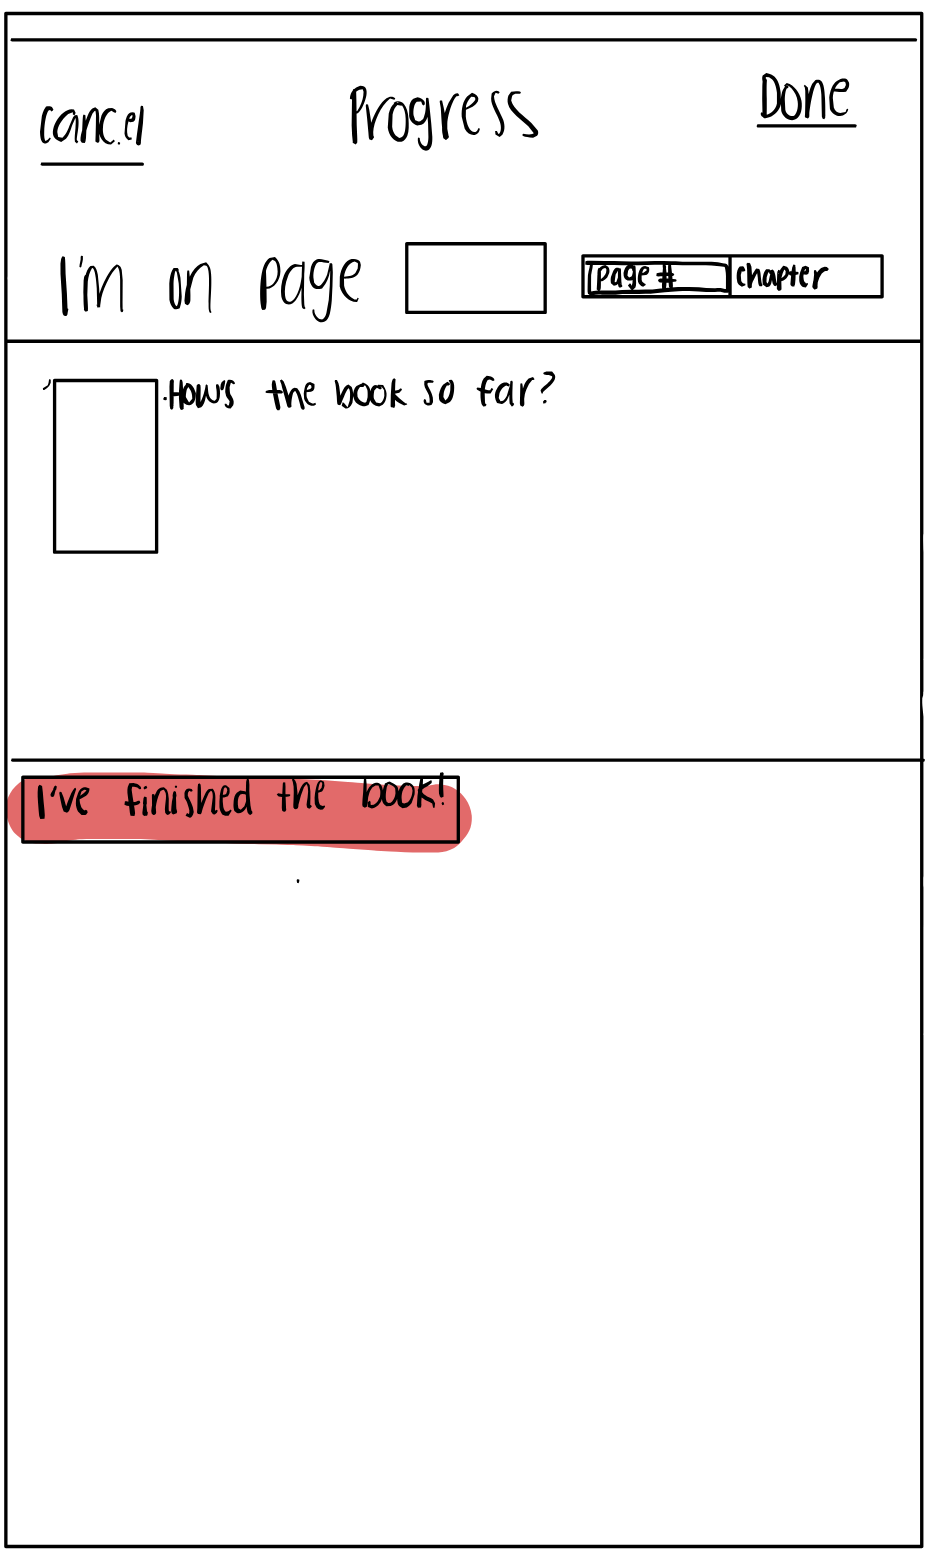 cancel Progress Done
I'm on page page # chapter
How's the book so far?
I've finished the book!